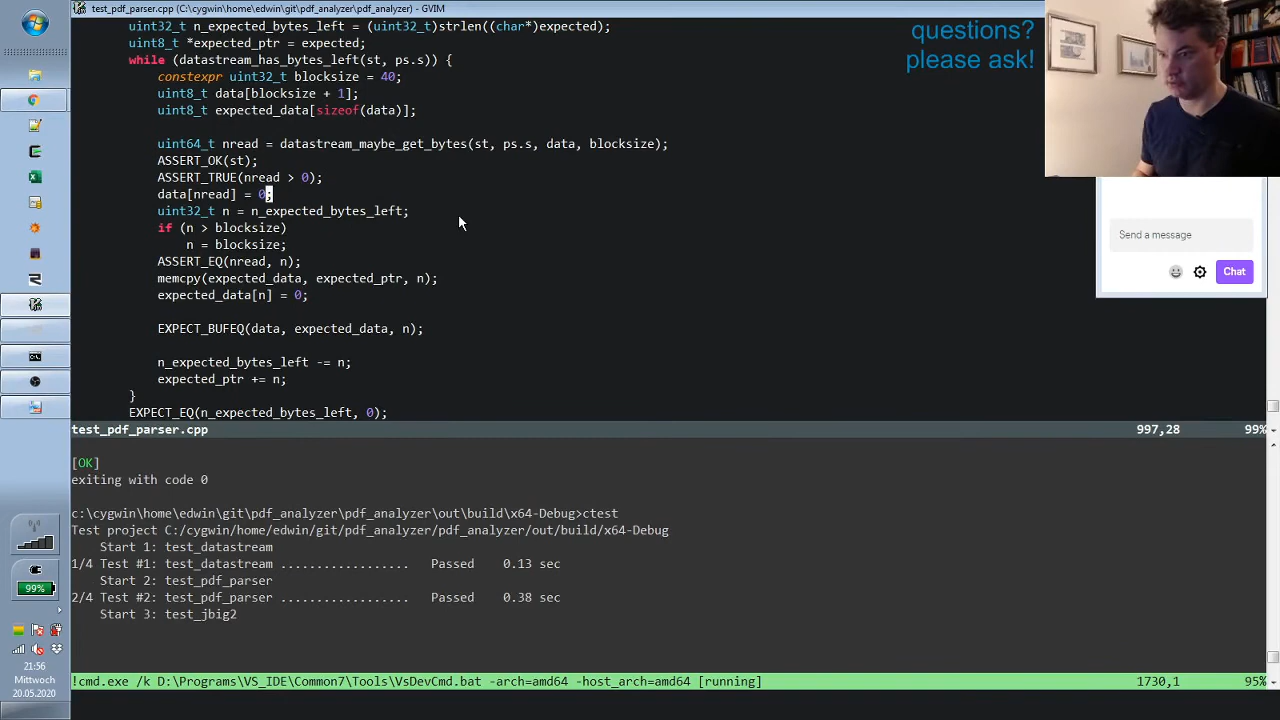 test_pdf_parser.cpp (C:\cygwin\home\edwin\git\pdf_analyzer\pdf_analyzer) - GVIM
uint32_t n_expected_bytes_left = (uint32_t)strlen((char*)expected);
uint8_t *expected_ptr = expected;
while (datastream_has_bytes_left(st, ps.s)) {
constexpr uint32_t blocksize = 40;
uint8_t data[blocksize + 1];
uint8_t expected_data[sizeof(data)];
uint64_t nread = datastream_maybe_get_bytes(st, ps.s, data, blocksize);
ASSERT_OK(st);
ASSERT_TRUE(nread > 0);
data[nread] = 0;
uint32_t n = n_expected_bytes_left;
if (n > blocksize)
n = blocksize;
ASSERT_EQ(nread, n);
memcpy(expected_data, expected_ptr, n);
expected_data[n] = 0;
EXPECT_BUFEQ(data, expected_data, n);
n_expected_bytes_left -= n;
expected_ptr += n;
}
EXPECT_EQ(n_expected_bytes_left, 0);
test_pdf_parser.cpp 997,28 99%
[OK]
exiting with code 0
c:\cygwin\home\edwin\git\pdf_analyzer\pdf_analyzer\out\build\x64-Debug>ctest
Test project C:/cygwin/home/edwin/git/pdf_analyzer/pdf_analyzer/out/build/x64-Debug
Start 1: test_datastream
1/4 Test #1: test_datastream .................. Passed 0.13 sec
Start 2: test_pdf_parser
2/4 Test #2: test_pdf_parser .................. Passed 0.38 sec
Start 3: test_jbig2
!cmd.exe /k D:\Programs\VS_IDE\Common7\Tools\VsDevCmd.bat -arch=amd64 -host_arch=amd64 [running] 1730,1 95%
questions?
please ask!
Send a message
Chat
99%
21:56
Mittwoch
20.05.2020